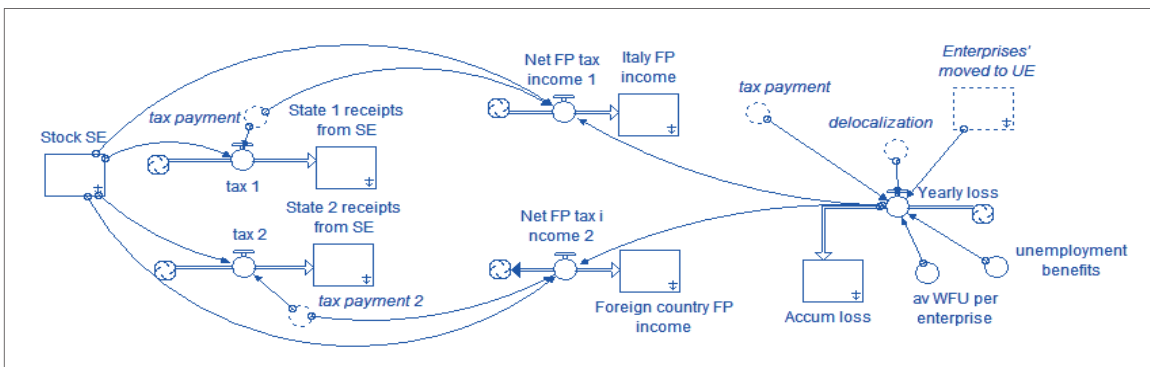 Stock SE
tax payment
tax 1
State 1 receipts
from SE
Net FP tax
income 1
Italy FP
income
State 2 receipts
from SE
tax 2
tax payment 2
Net FP tax i
ncome 2
Foreign country FP
income
tax payment
delocalization
Enterprises'
moved to UE
Yearly loss
Accum loss
av WFU per
enterprise
unemployment
benefits